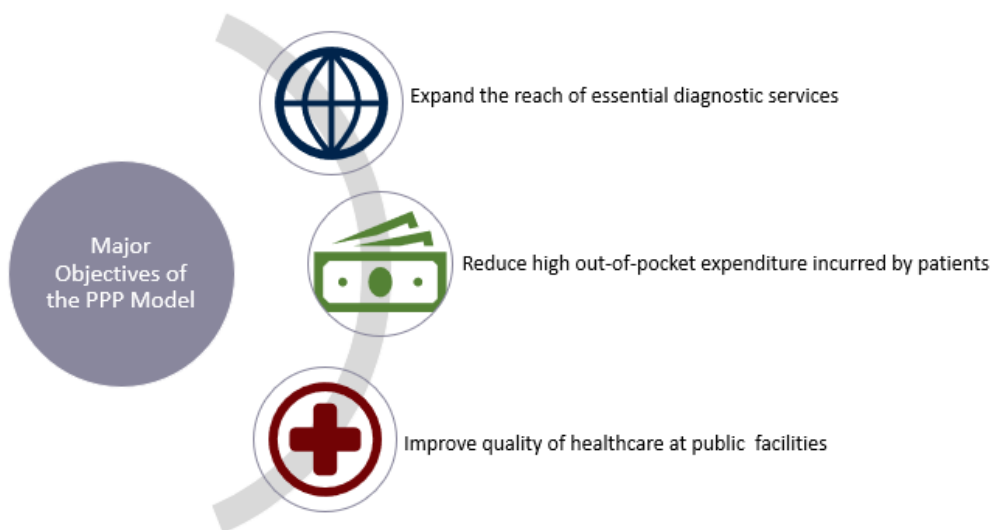 Expand the reach of essential diagnostic services
Major
Objectives of
the PPP Model
Reduce high out-of-pocket expenditure incurred by patients
Improve quality of healthcare at public facilities